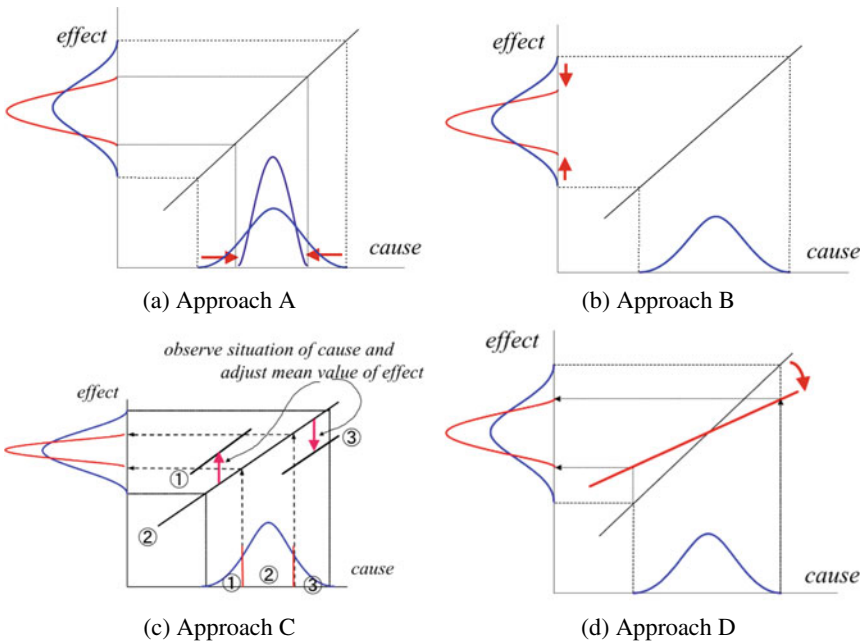 effect
cause
(a) Approach A
effect
cause
(b) Approach B
observe situation of cause and
adjust mean value of effect
effect
①
③
②
① ② ③
cause
(c) Approach C
effect
cause
(d) Approach D